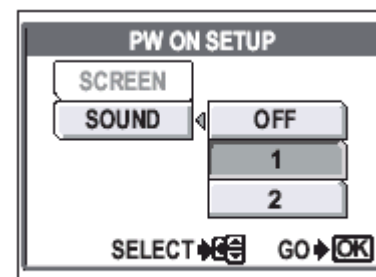 PW ON SETUP
SCREEN
SOUND OFF
1
2
SELECT GO OK